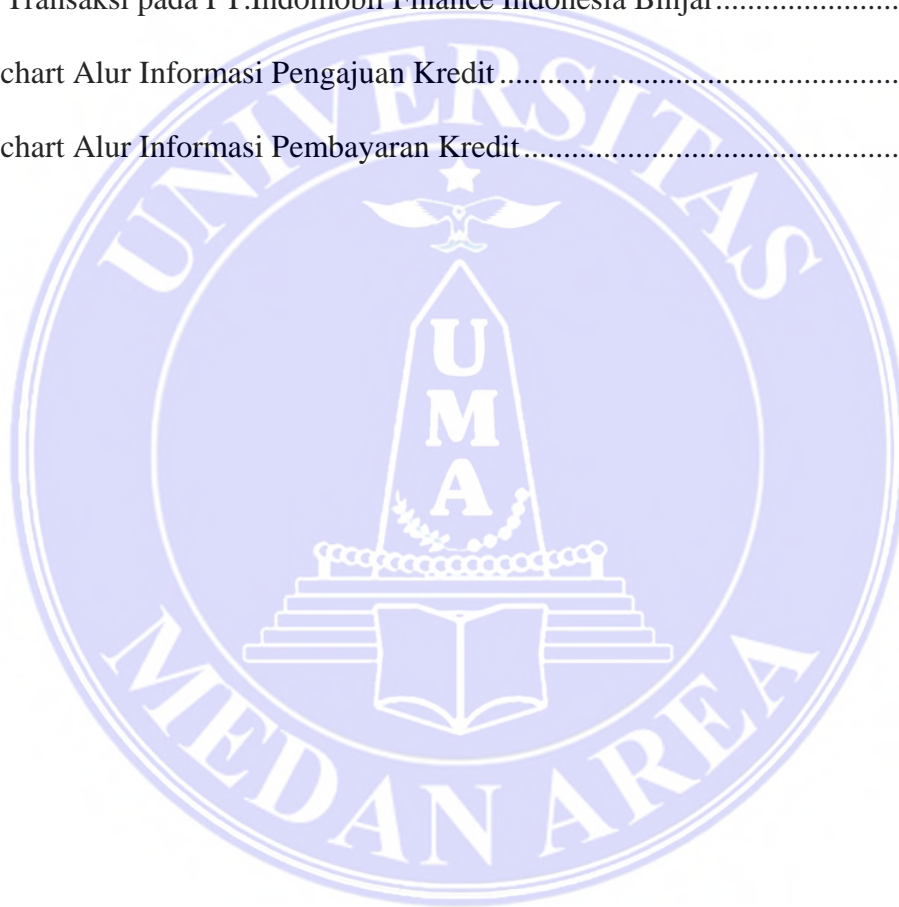 Transaksi pada PT.Indomobil Finance Indonesia Binjai........................
chart Alur Informasi Pengajuan Kredit.................................................
chart Alur Informasi Pembayaran Kredit..............................................
UNIVERSITAS
U
M
A
MEDAN AREA